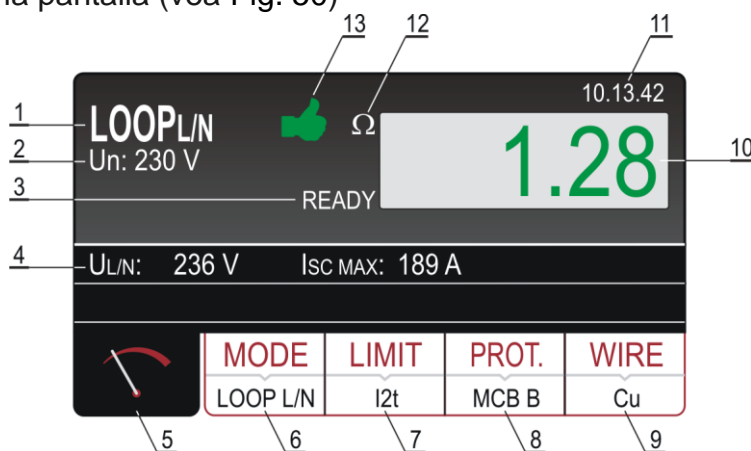 la pantalla (vea Fig. 30)
13 12 11
10.13.42
1 LOOPL/N Ω 1.28 10
2 Un: 230 V
3 READY
4 UL/N: 236 V ISC MAX: 189 A
MODE LIMIT PROT. WIRE
LOOP L/N I2t MCB B Cu
5 6 7 8 9